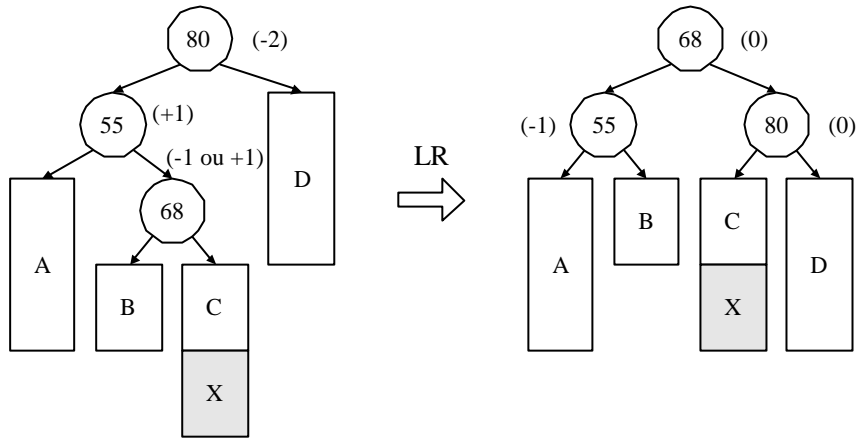 80 (-2)
55 (+1)
(-1 ou +1)
68
A
B
C
D
X
LR
68 (0)
(-1) 55
80 (0)
A
B
C
D
X